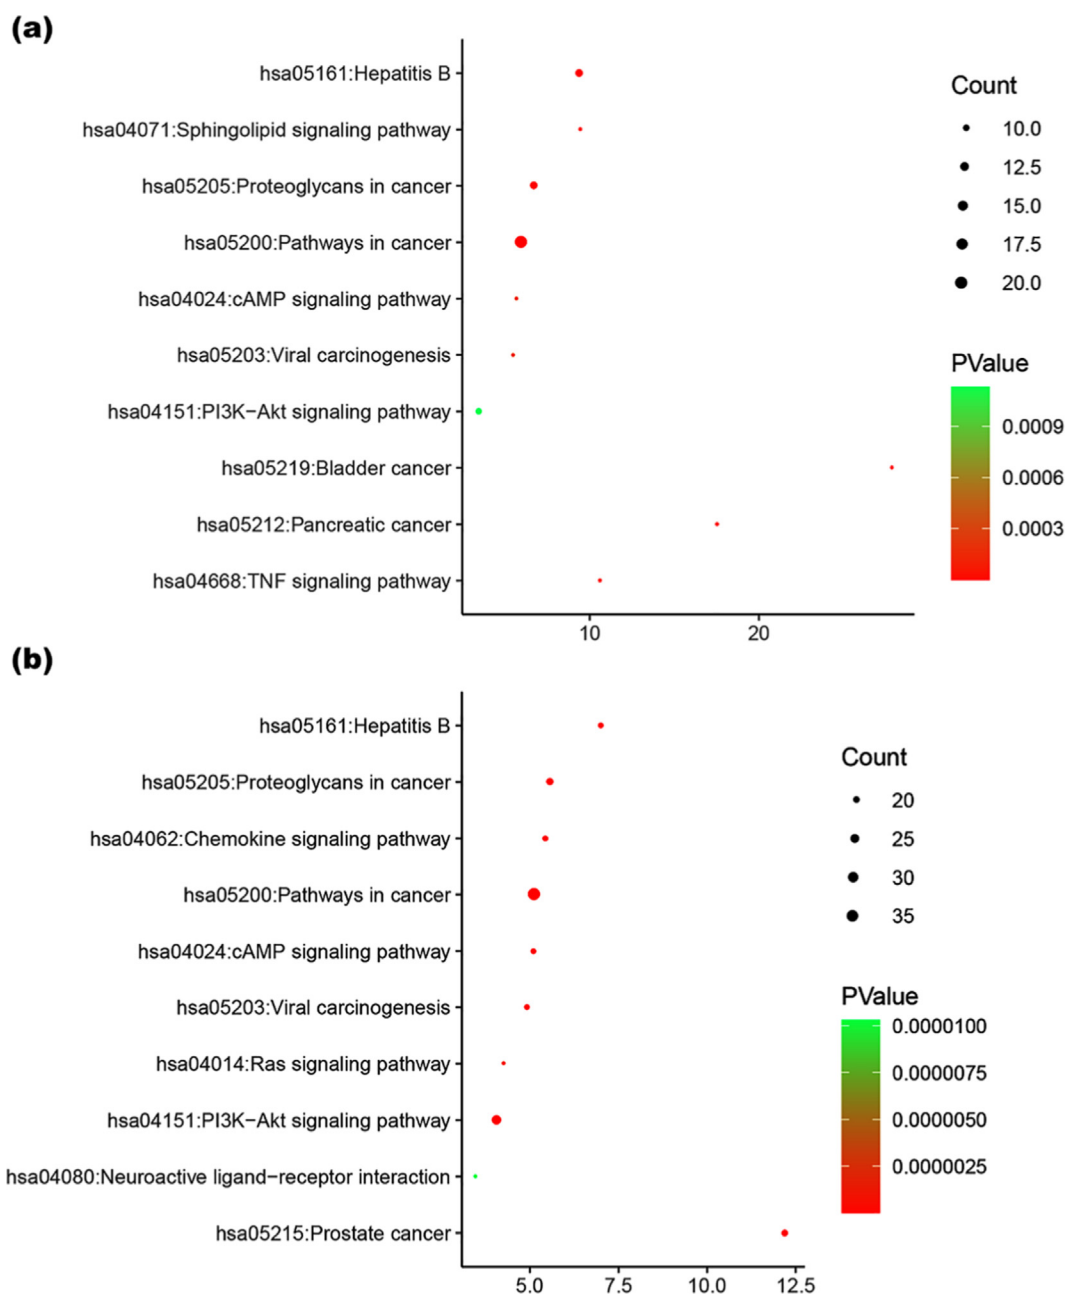 (a)
hsa05161:Hepatitis B
hsa04071:Sphingolipid signaling pathway
hsa05205:Proteoglycans in cancer
hsa05200:Pathways in cancer
hsa04024:cAMP signaling pathway
hsa05203:Viral carcinogenesis
hsa04151:PI3K−Akt signaling pathway
hsa05219:Bladder cancer
hsa05212:Pancreatic cancer
hsa04668:TNF signaling pathway
10 20
Count
10.0
12.5
15.0
17.5
20.0
PValue
0.0009
0.0006
0.0003
(b)
hsa05161:Hepatitis B
hsa05205:Proteoglycans in cancer
hsa04062:Chemokine signaling pathway
hsa05200:Pathways in cancer
hsa04024:cAMP signaling pathway
hsa05203:Viral carcinogenesis
hsa04014:Ras signaling pathway
hsa04151:PI3K−Akt signaling pathway
hsa04080:Neuroactive ligand−receptor interaction
hsa05215:Prostate cancer
5.0 7.5 10.0 12.5
Count
20
25
30
35
PValue
0.0000100
0.0000075
0.0000050
0.0000025